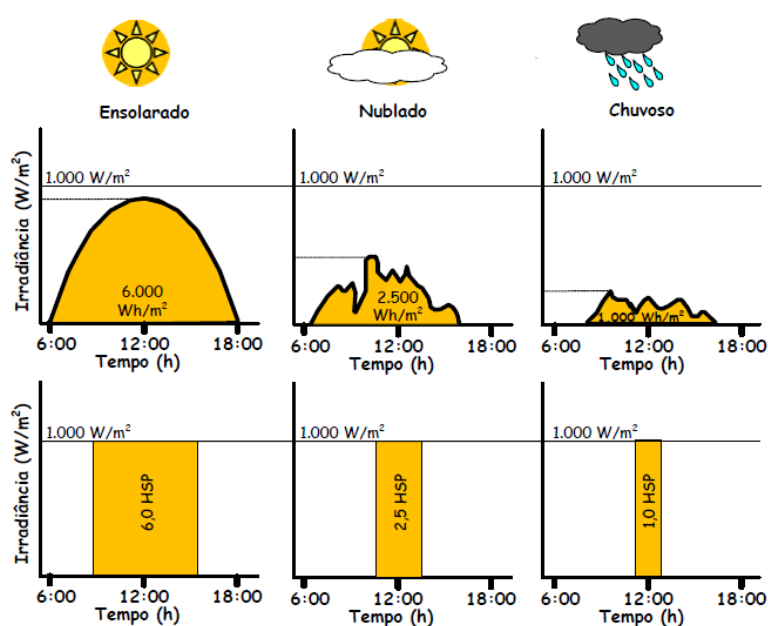 Ensolarado
Nublado
Chuvoso
Irradiância (W/m²)
1.000 W/m²
1.000 W/m²
1.000 W/m²
6.000
Wh/m²
2.500
Wh/m²
1.000 Wh/m²
6:00 12:00 18:00
6:00 12:00 18:00
6:00 12:00 18:00
Tempo (h)
Tempo (h)
Tempo (h)
Irradiância (W/m²)
1.000 W/m²
1.000 W/m²
1.000 W/m²
6,0 HSP
2,5 HSP
1,0 HSP
6:00 12:00 18:00
6:00 12:00 18:00
6:00 12:00 18:00
Tempo (h)
Tempo (h)
Tempo (h)